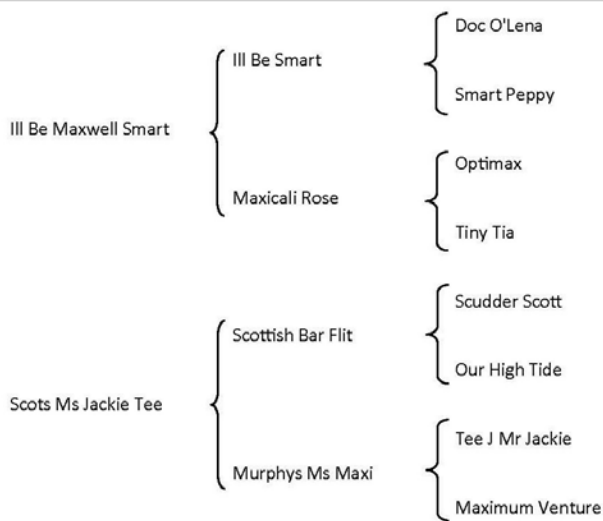 Doc O'Lena
Ill Be Smart
Smart Peppy
Ill Be Maxwell Smart
Optimax
Maxicali Rose
Tiny Tia
Scudder Scott
Scottish Bar Flit
Our High Tide
Scots Ms Jackie Tee
Tee J Mr Jackie
Murphys Ms Maxi
Maximum Venture